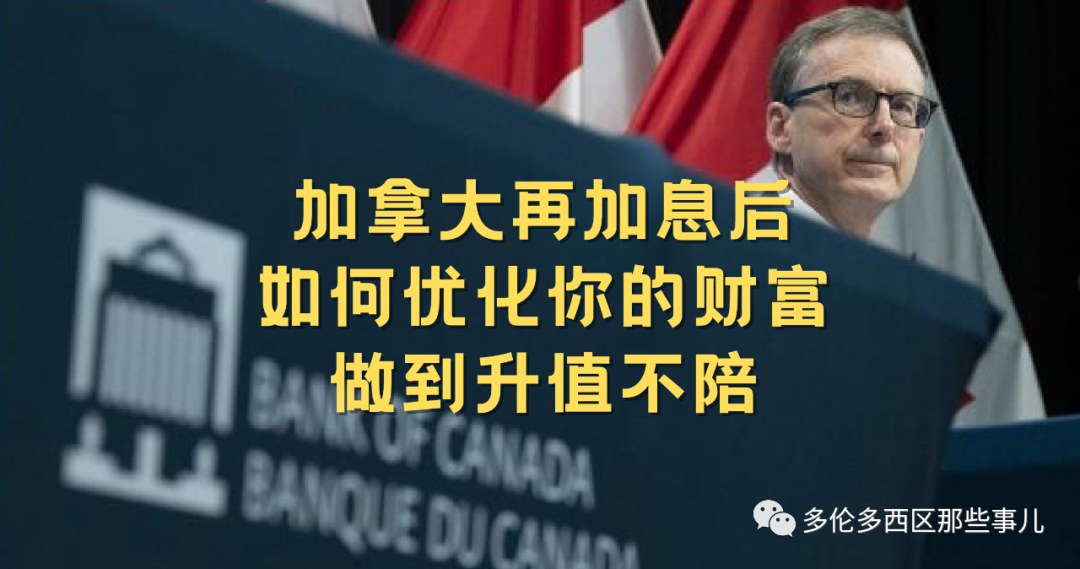 加拿大再加息后
如何优化你的财富
做到升值不陪
BANK OF CANADA
BANQUE DU CANADA
多伦多西区那些事儿